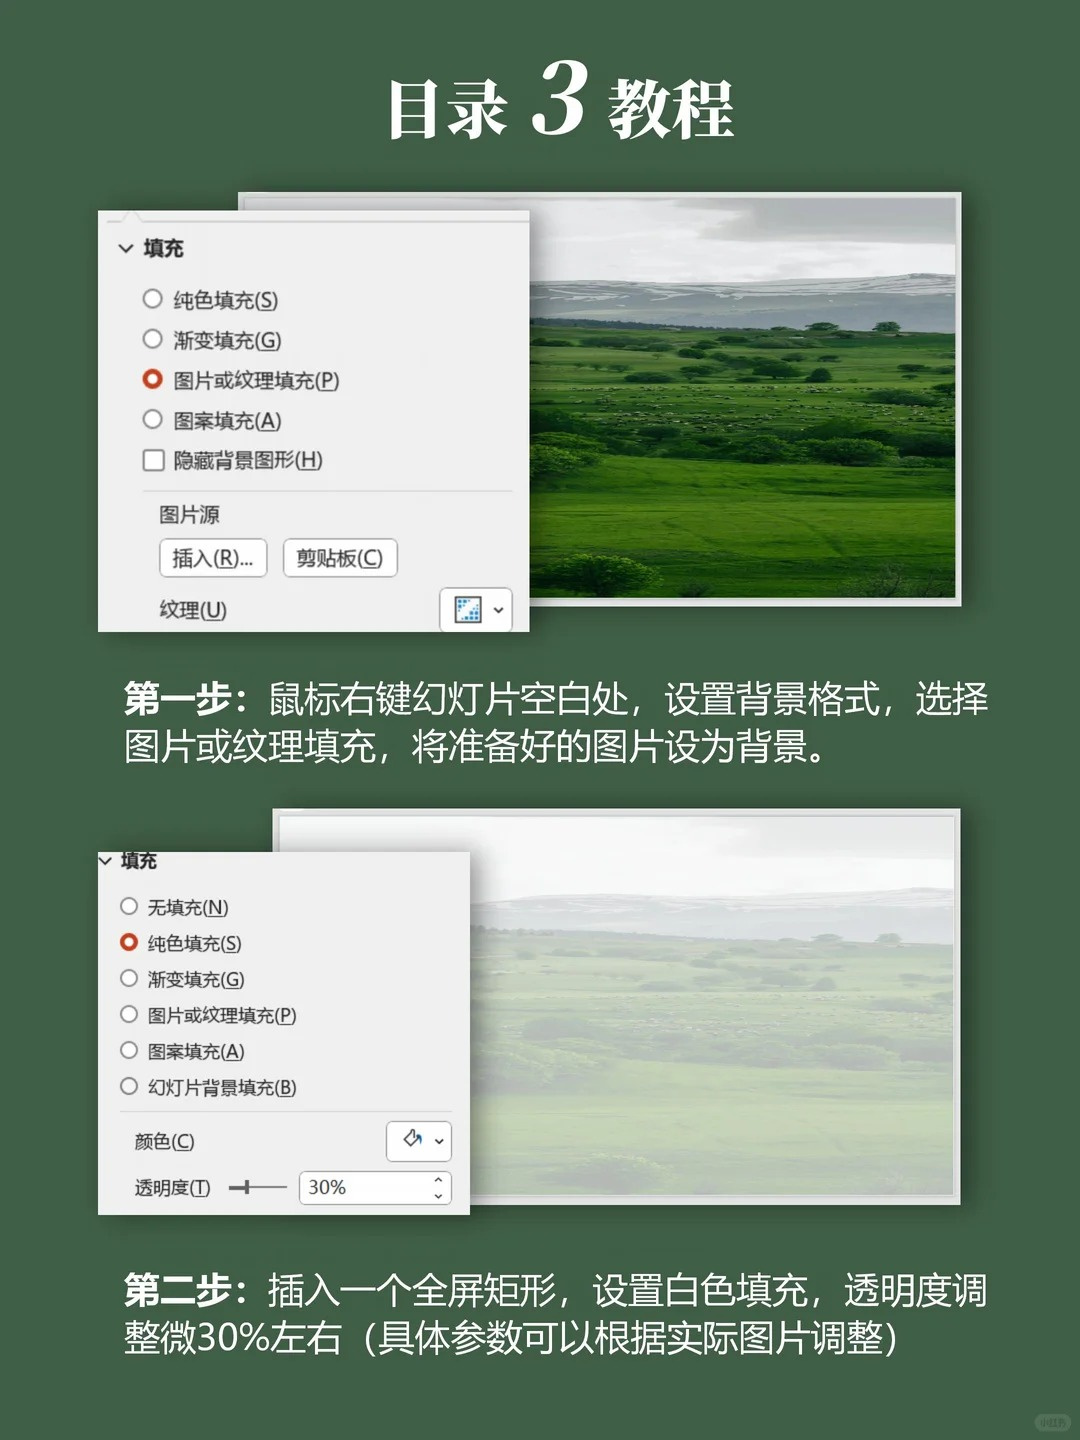 目录 3 教程
填充
纯色填充(S)
渐变填充(G)
图片或纹理填充(P)
图案填充(A)
隐藏背景图形(H)
图片源
插入(R)... 剪贴板(C)
纹理(U)
第一步：鼠标右键幻灯片空白处，设置背景格式，选择
图片或纹理填充，将准备好的图片设为背景。
填充
无填充(N)
纯色填充(S)
渐变填充(G)
图片或纹理填充(P)
图案填充(A)
幻灯片背景填充(B)
颜色(C)
透明度(T) 30%
第二步：插入一个全屏矩形，设置白色填充，透明度调
整微30%左右（具体参数可以根据实际图片调整）
小红书